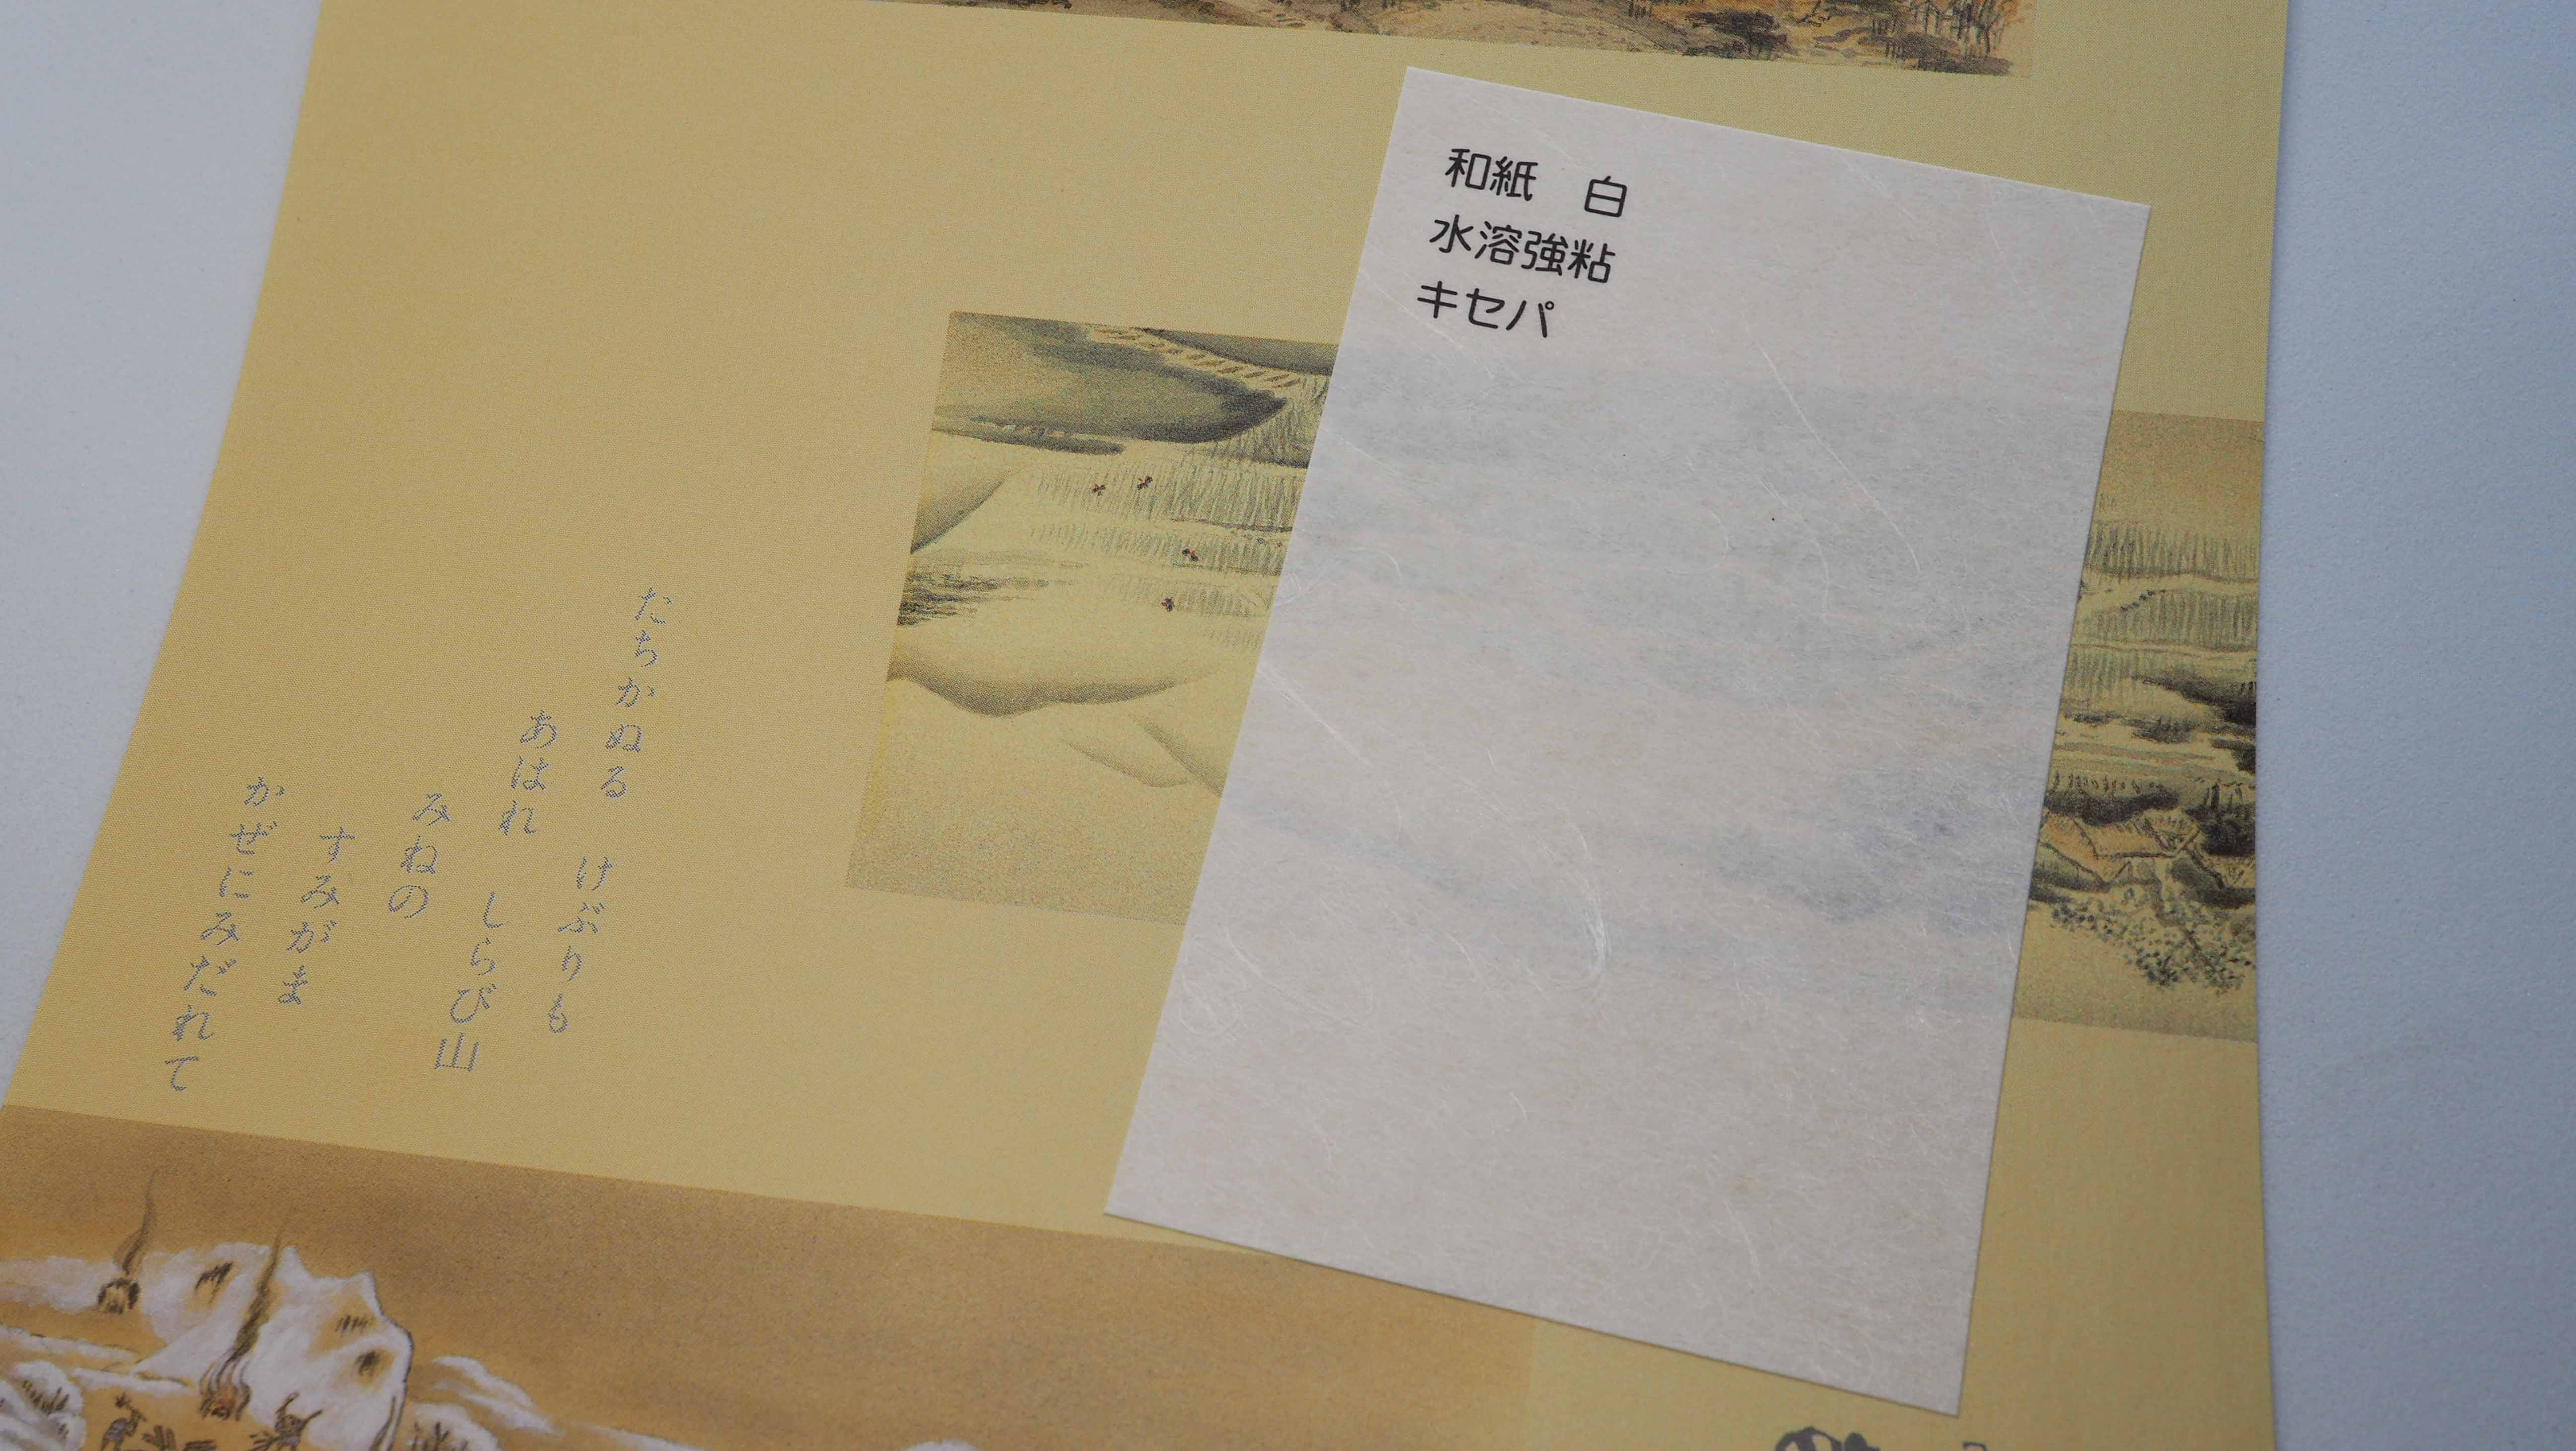 和紙　白
水溶強粘
キセパ
たちかぬる　けぶりも
あはれ　しらび山
みねの
すみがま
かぜにみだれて